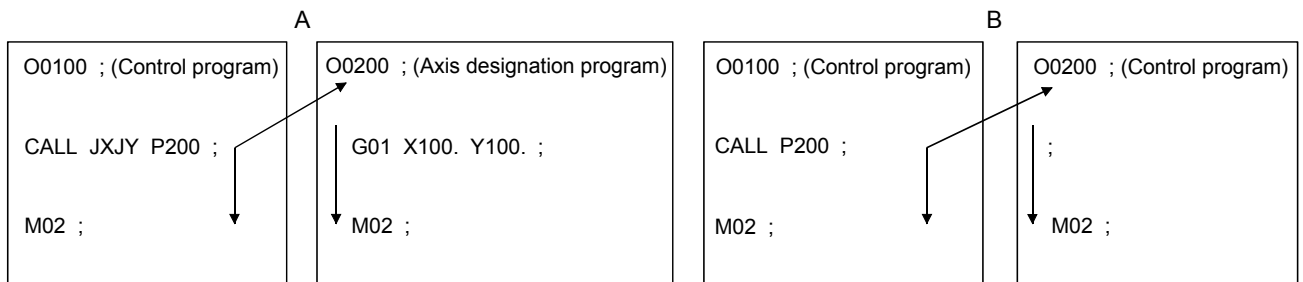 A
O0100 ; (Control program)
CALL JXJY P200 ;
M02 ;
O0200 ; (Axis designation program)
G01 X100. Y100. ;
M02 ;
B
O0100 ; (Control program)
CALL P200 ;
M02 ;
O0200 ; (Control program)
;
M02 ;